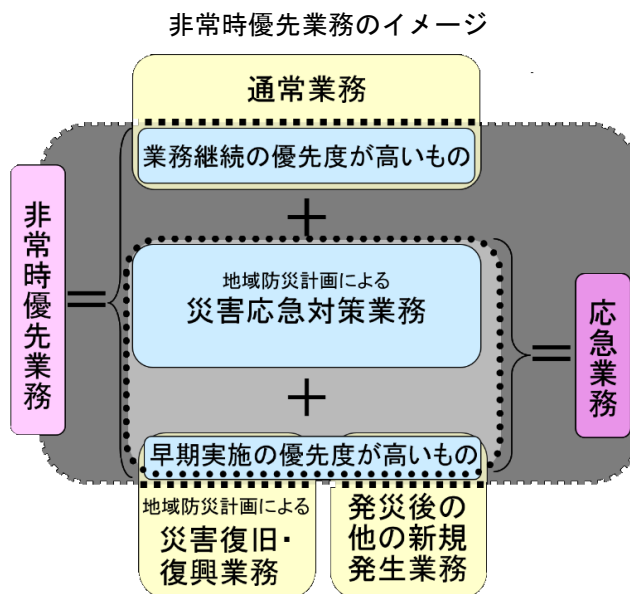 非常時優先業務のイメージ
通常業務
業務継続の優先度が高いもの
+
地域防災計画による
災害応急対策業務
+
早期実施の優先度が高いもの
地域防災計画による
災害復旧・
復興業務
発災後の
他の新規
発生業務
非常時優先業務
=
=
応急業務